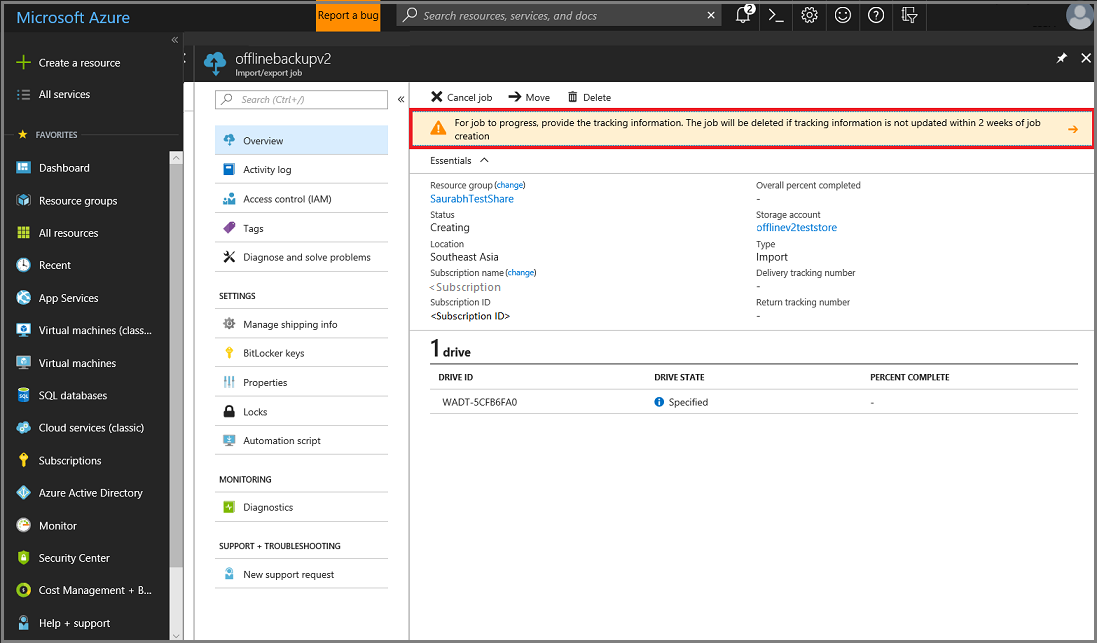 Microsoft Azure
Report a bug
Search resources, services, and docs
2
Create a resource
All services
FAVORITES
Dashboard
Resource groups
All resources
Recent
App Services
Virtual machines (class...
Virtual machines
SQL databases
Cloud services (classic)
Subscriptions
Azure Active Directory
Monitor
Security Center
Cost Management + B...
Help + support
offlinebackupv2
Import/export job
Search (Ctrl+/)
Overview
Activity log
Access control (IAM)
Tags
Diagnose and solve problems
SETTINGS
Manage shipping info
BitLocker keys
Properties
Locks
Automation script
MONITORING
Diagnostics
SUPPORT + TROUBLESHOOTING
New support request
Cancel job
Move
Delete
For job to progress, provide the tracking information. The job will be deleted if tracking information is not updated within 2 weeks of job
creation
Essentials
Resource group (change)
SaurabhTestShare
Status
Creating
Location
Southeast Asia
Subscription name (change)
<Subscription
Subscription ID
<Subscription ID>
Overall percent completed
-
Storage account
offlinev2teststore
Type
Import
Delivery tracking number
-
Return tracking number
-
1 drive
DRIVE ID DRIVE STATE PERCENT COMPLETE
WADT-5CFB6FA0 Specified -